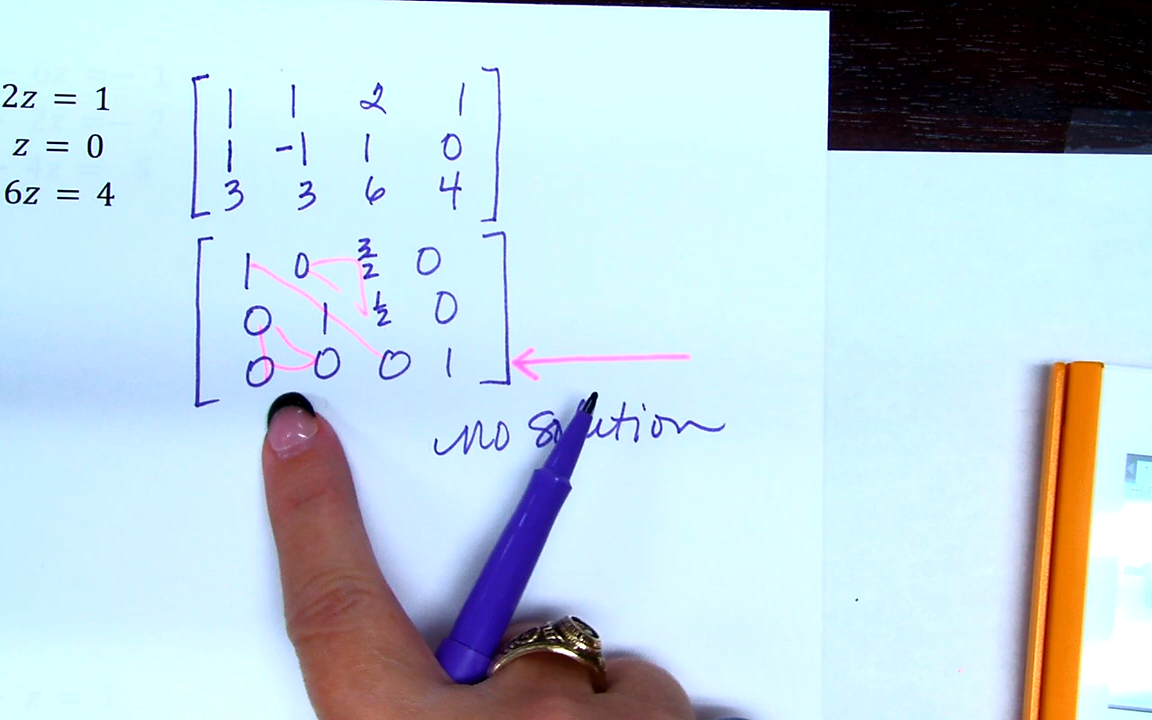 2z = 1
z = 0
6z = 4
1 1 2 1
1 -1 1 0
3 3 6 4
1 0 3/2 0
0 1 1/2 0
0 0 0 1
no solution